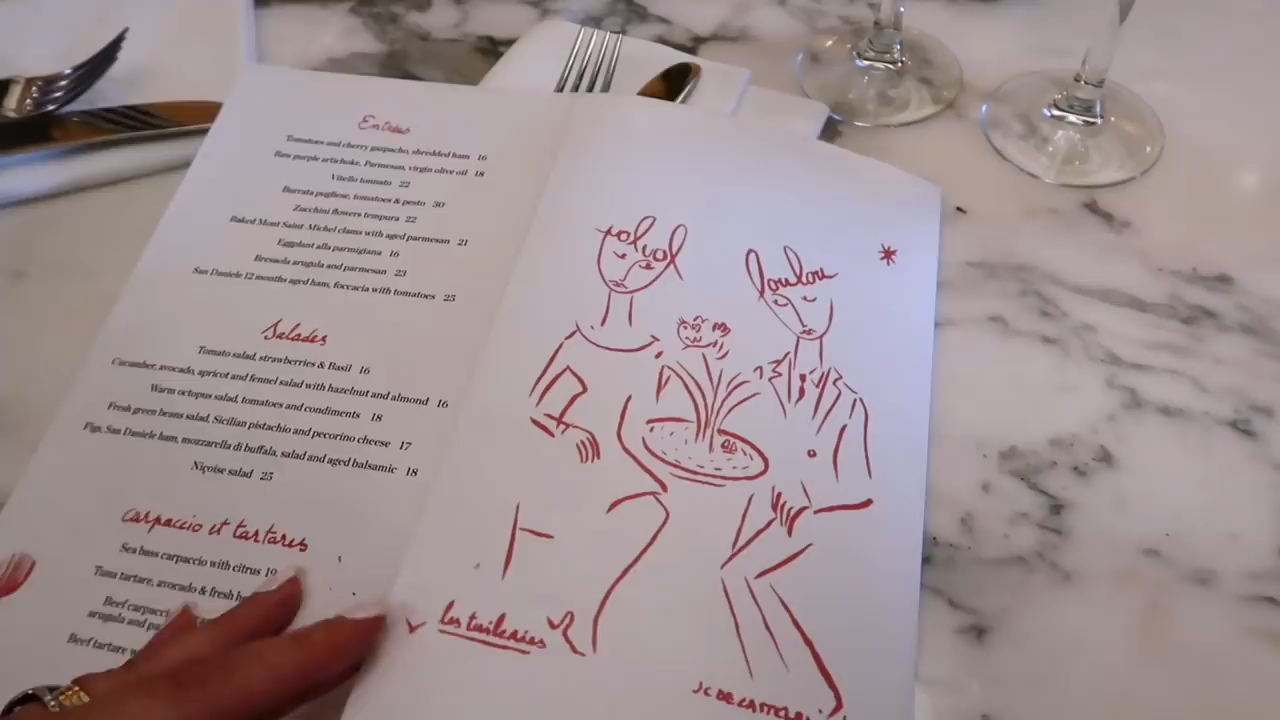 Entrées
Tomatoes and cherry gazpacho, shredded ham 16
Raw purple artichoke, Parmesan, virgin olive oil 18
Vitello tonnato 22
Burrata pugliese, tomatoes & pesto 30
Zucchini flowers tempura 22
Baked Mont Saint-Michel clams with aged parmesan 21
Eggplant alla parmigiana 16
Bresaola arugula and parmesan 23
San Daniele 12 months aged ham, foccacia with tomatoes 25
Salades
Tomato salad, strawberries & Basil 16
Cucumber, avocado, apricot and fennel salad with hazelnut and almond 16
Warm octopus salad, tomatoes and condiments 18
Fresh green beans salad, Sicilian pistachio and pecorino cheese 17
Figs, San Daniele ham, mozzarella di buffala, salad and aged balsamic 18
Niçoise salad 25
Carpaccio et tartares
Sea bass carpaccio with citrus 19
Tuna tartare, avocado & fresh
Beef
arugula and
Beef tartare
loulou
les tuileries
JC DE